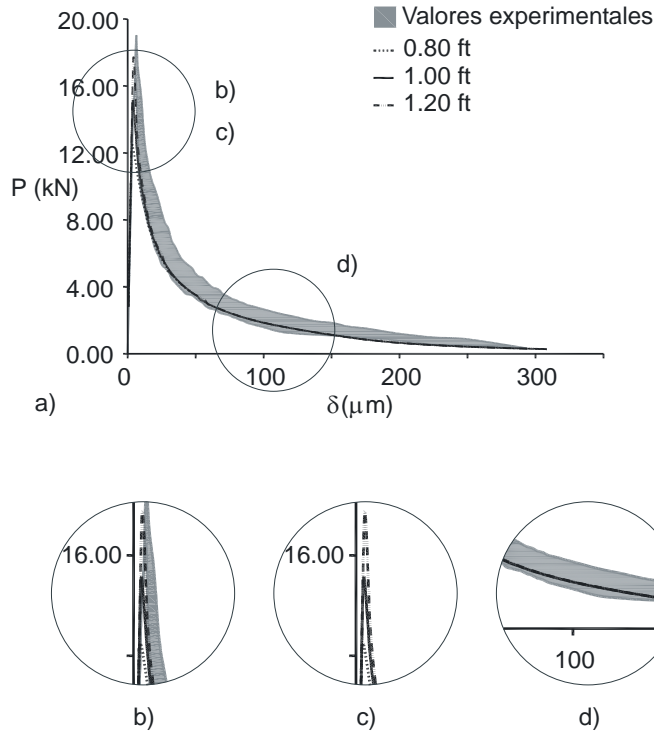 20.00
16.00
12.00
8.00
4.00
0.00
P (kN)
Valores experimentales
0.80 ft
1.00 ft
1.20 ft
b)
c)
d)
0
100
200
300
δ(μm)
a)
16.00
16.00
100
b)
c)
d)